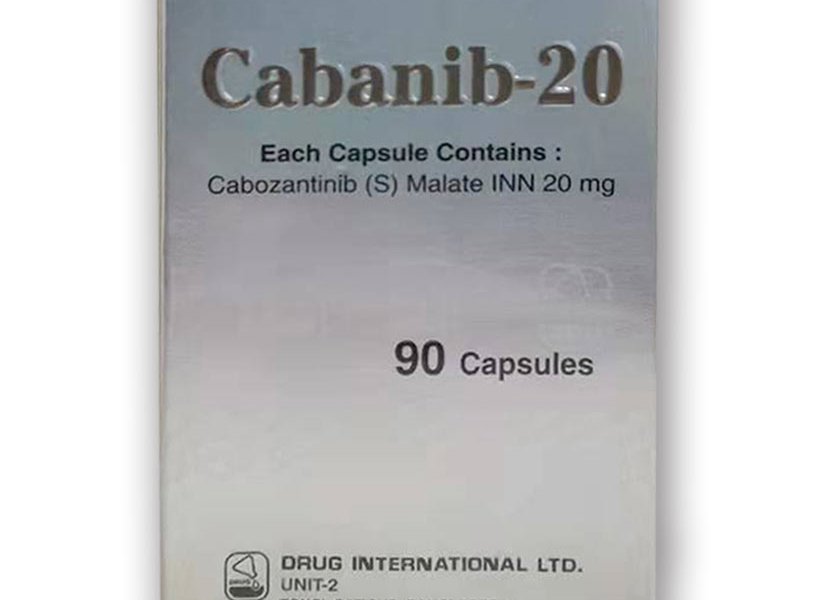 Cabanib-20
Each Capsule Contains :
Cabozantinib (S) Malate INN 20 mg
90 Capsules
DRUG INTERNATIONAL LTD.
UNIT-2